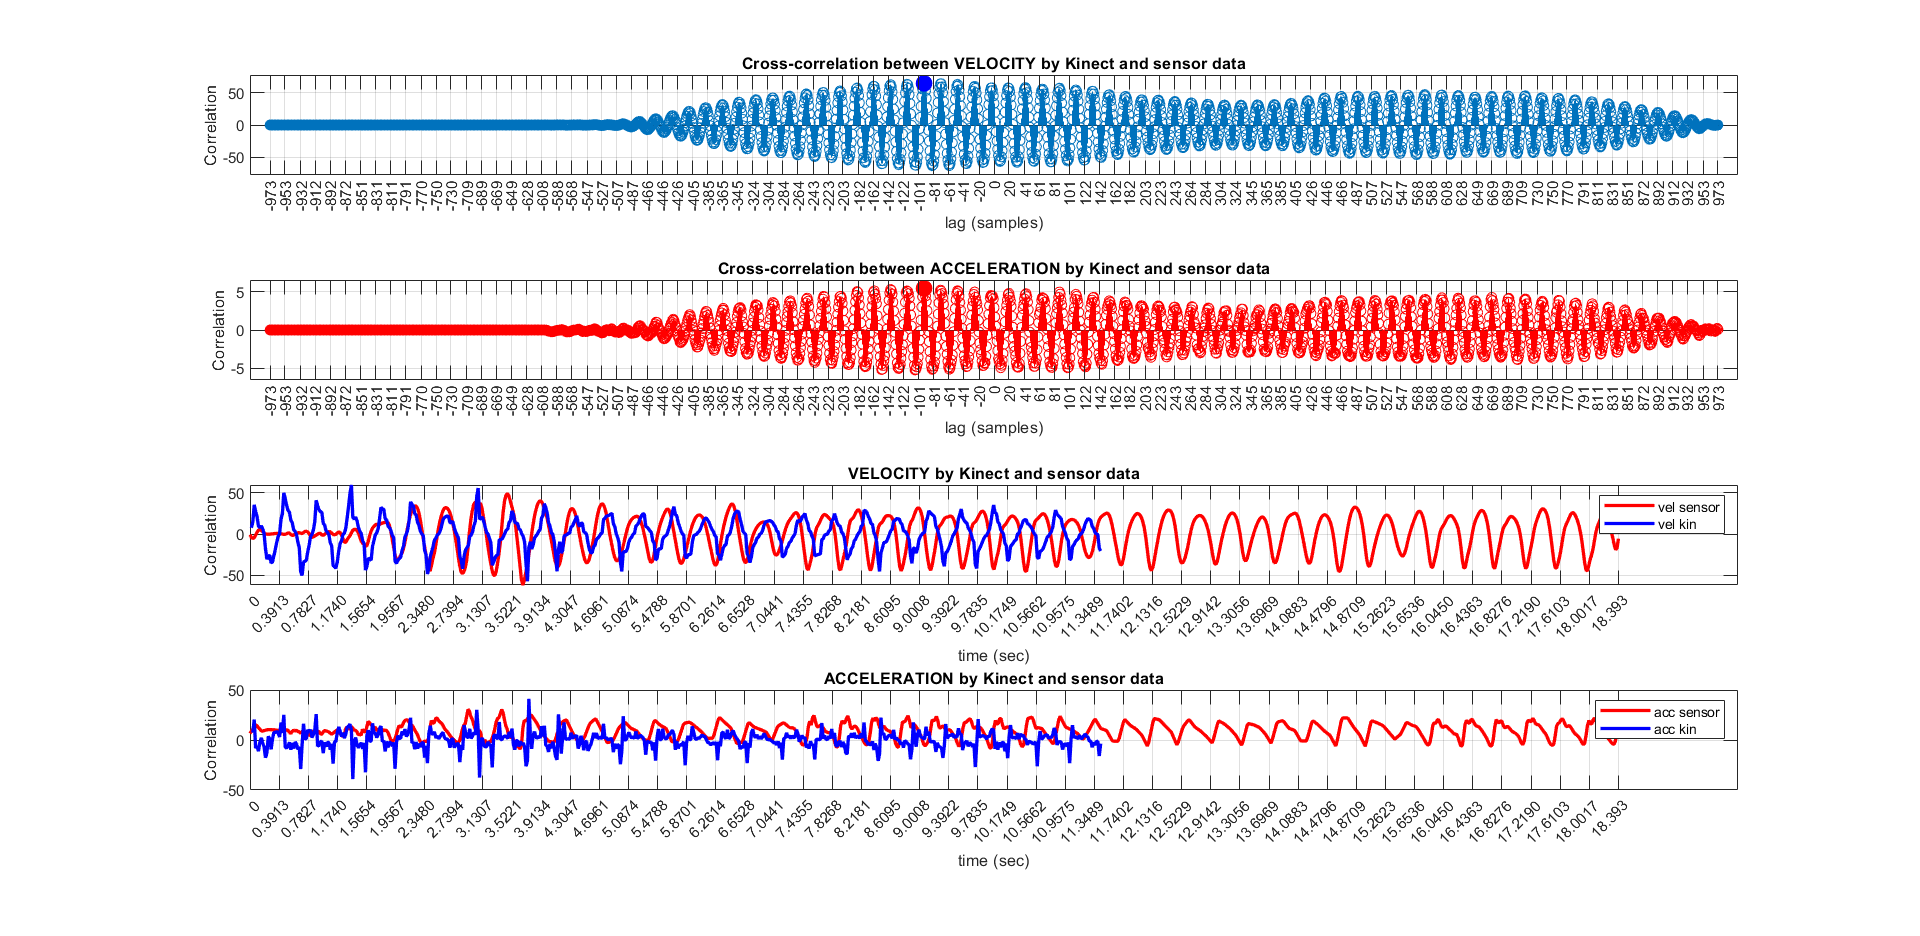 Cross-correlation between VELOCITY by Kinect and sensor data
Correlation
50
0
-50
-973 -953 -932 -912 -892 -872 -851 -831 -811 -791 -770 -750 -730 -709 -689 -669 -649 -628 -608 -588 -568 -547 -527 -507 -487 -466 -446 -426 -405 -385 -365 -345 -324 -304 -284 -264 -243 -223 -203 -182 -162 -142 -122 -101 -81 -61 -41 -20 0 20 41 61 81 101 122 142 162 182 203 223 243 264 284 304 324 345 365 385 405 426 446 466 487 507 527 547 568 588 608 628 649 669 689 709 730 750 770 791 811 831 851 872 892 912 932 953 973
lag (samples)
Cross-correlation between ACCELERATION by Kinect and sensor data
Correlation
5
0
-5
-973 -953 -932 -912 -892 -872 -851 -831 -811 -791 -770 -750 -730 -709 -689 -669 -649 -628 -608 -588 -568 -547 -527 -507 -487 -466 -446 -426 -405 -385 -365 -345 -324 -304 -284 -264 -243 -223 -203 -182 -162 -142 -122 -101 -81 -61 -41 -20 0 20 41 61 81 101 122 142 162 182 203 223 243 264 284 304 324 345 365 385 405 426 446 466 487 507 527 547 568 588 608 628 649 669 689 709 730 750 770 791 811 831 851 872 892 912 932 953 973
lag (samples)
VELOCITY by Kinect and sensor data
Correlation
50
0
-50
vel sensor
vel kin
0 0.3913 0.7827 1.1740 1.5654 1.9567 2.3480 2.7394 3.1307 3.5221 3.9134 4.3047 4.6961 5.0874 5.4788 5.8701 6.2614 6.6528 7.0441 7.4355 7.8268 8.2181 8.6095 9.0008 9.3922 9.7835 10.1749 10.5662 10.9575 11.3489 11.7402 12.1316 12.5229 12.9142 13.3056 13.6969 14.0883 14.4796 14.8709 15.2623 15.6536 16.0450 16.4363 16.8276 17.2190 17.6103 18.0017 18.393
time (sec)
ACCELERATION by Kinect and sensor data
Correlation
50
0
-50
acc sensor
acc kin
0 0.3913 0.7827 1.1740 1.5654 1.9567 2.3480 2.7394 3.1307 3.5221 3.9134 4.3047 4.6961 5.0874 5.4788 5.8701 6.2614 6.6528 7.0441 7.4355 7.8268 8.2181 8.6095 9.0008 9.3922 9.7835 10.1749 10.5662 10.9575 11.3489 11.7402 12.1316 12.5229 12.9142 13.3056 13.6969 14.0883 14.4796 14.8709 15.2623 15.6536 16.0450 16.4363 16.8276 17.2190 17.6103 18.0017 18.393
time (sec)